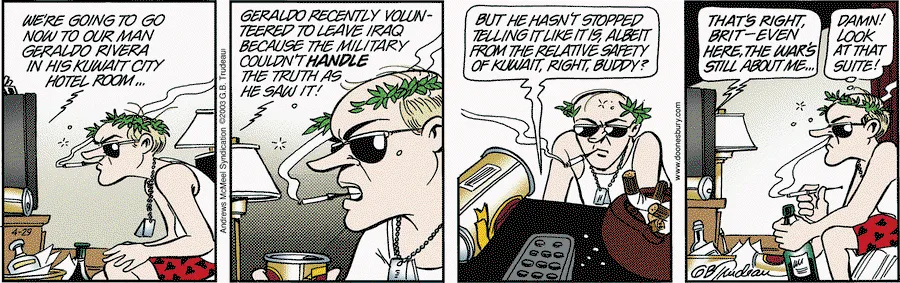 WE'RE GOING TO GO
NOW TO OUR MAN
GERALDO RIVERA
IN HIS KUWAIT CITY
HOTEL ROOM...
4-29
Andrews McMeel Syndication ©2003 G.B. Trudeau
GERALDO RECENTLY VOLUN-
TEERED TO LEAVE IRAQ
BECAUSE THE MILITARY
COULDN'T HANDLE
THE TRUTH AS
HE SAW IT!
BUT HE HASN'T STOPPED
TELLING IT LIKE IT IS, ALBEIT
FROM THE RELATIVE SAFETY
OF KUWAIT, RIGHT, BUDDY?
www.doonesbury.com
THAT'S RIGHT,
BRIT—EVEN
HERE, THE WAR'S
STILL ABOUT ME...
DAMN!
LOOK
AT THAT
SUITE!
GBTrudeau